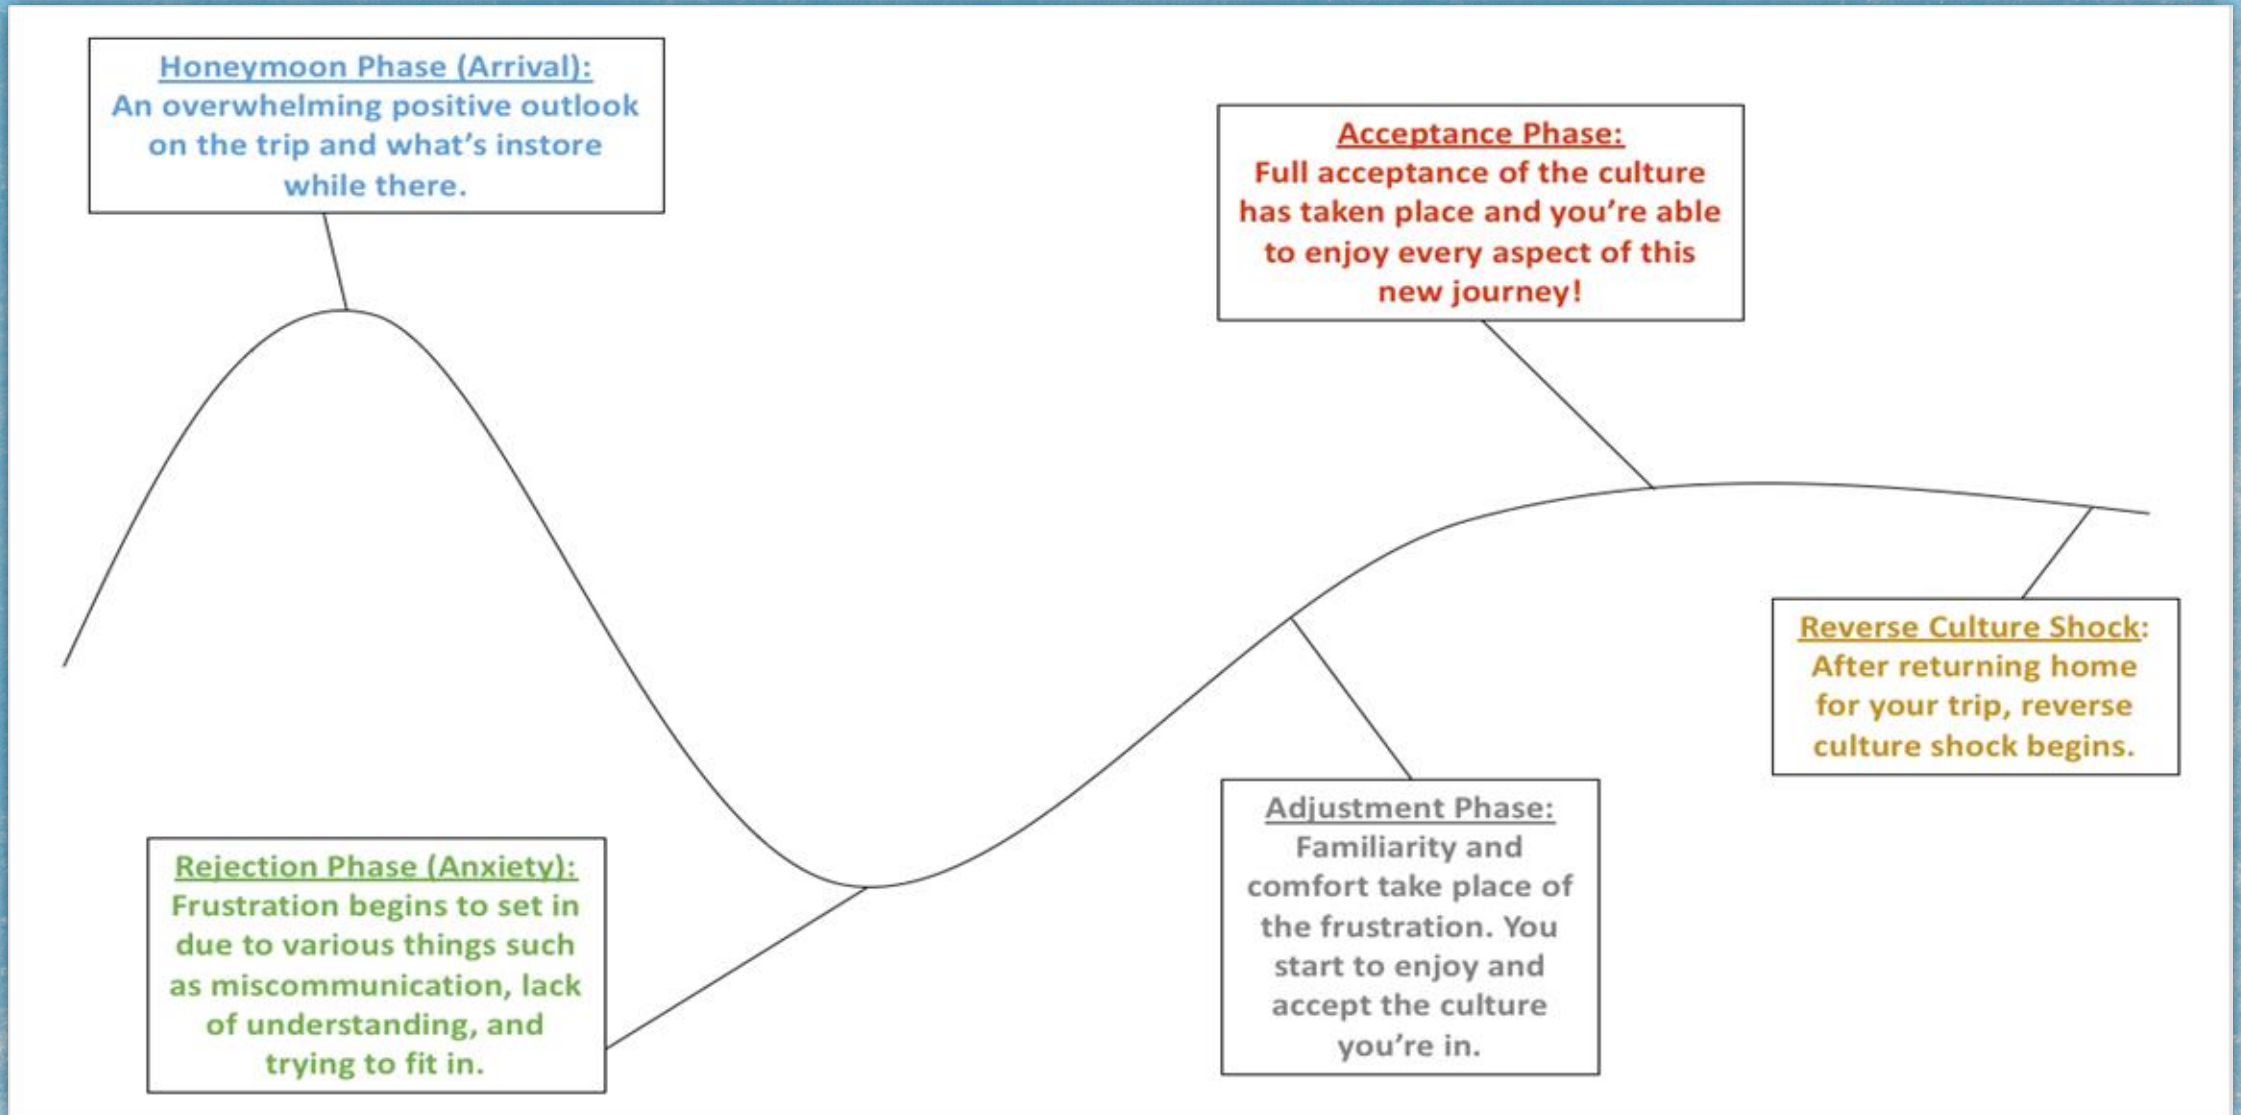 Honeymoon Phase (Arrival):
An overwhelming positive outlook
on the trip and what’s instore
while there.
Acceptance Phase:
Full acceptance of the culture
has taken place and you’re able
to enjoy every aspect of this
new journey!
Reverse Culture Shock:
After returning home
for your trip, reverse
culture shock begins.
Adjustment Phase:
Familiarity and
comfort take place of
the frustration. You
start to enjoy and
accept the culture
you’re in.
Rejection Phase (Anxiety):
Frustration begins to set in
due to various things such
as miscommunication, lack
of understanding, and
trying to fit in.